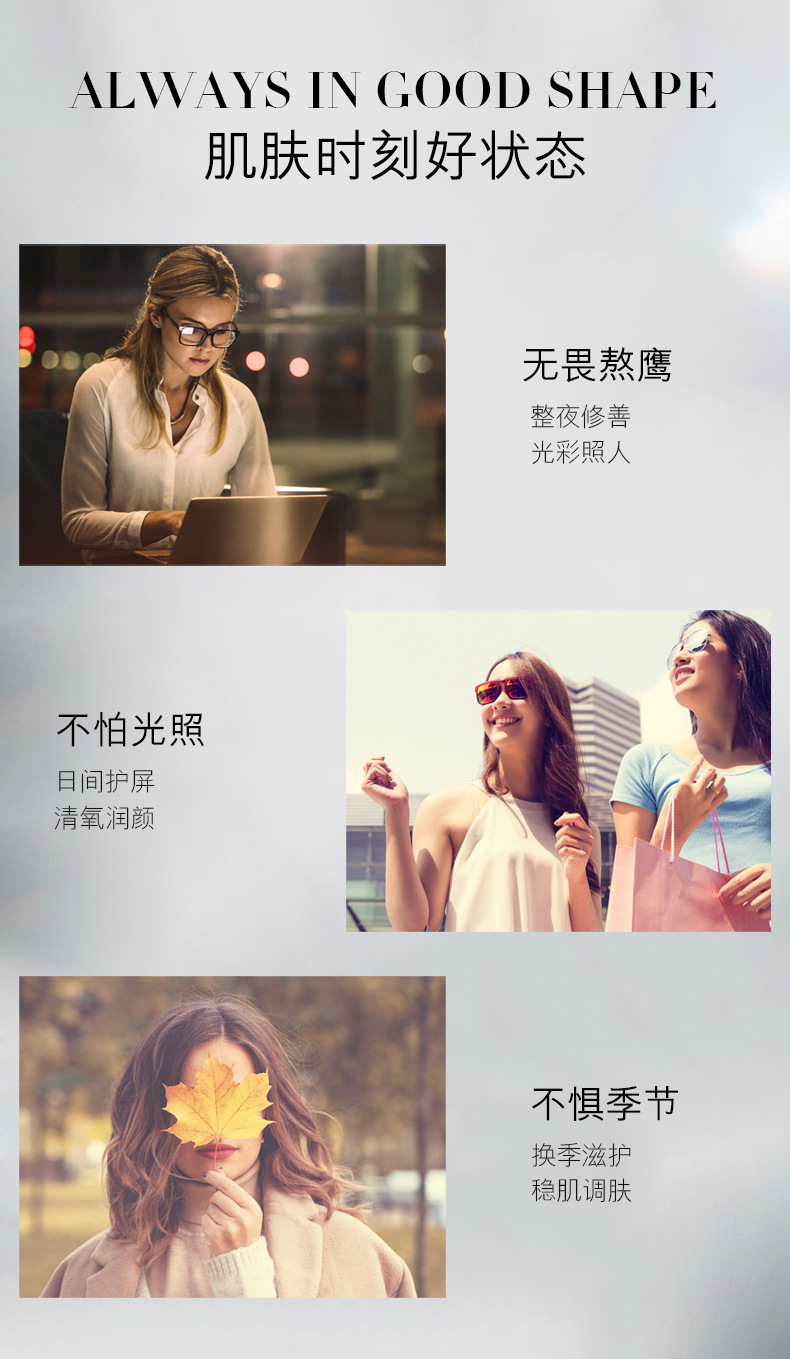 ALWAYS IN GOOD SHAPE
肌肤时刻好状态
无畏熬鹰
整夜修善
光彩照人
不怕光照
日间护屏
清氧润颜
不惧季节
换季滋护
稳肌调肤